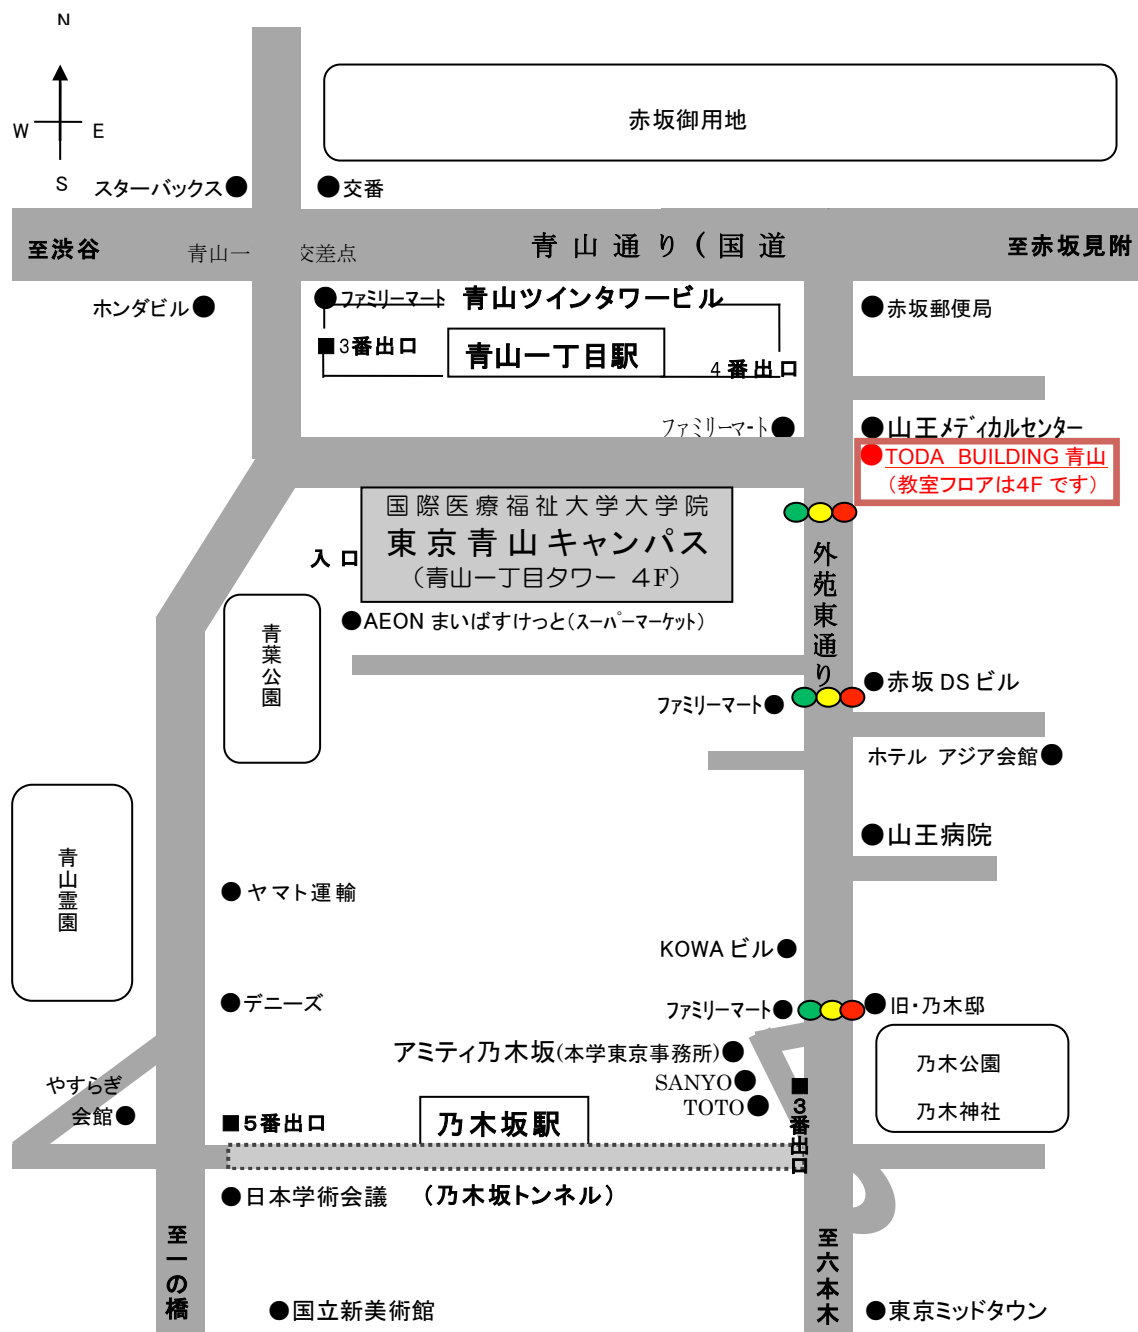 N
W E
S
赤坂御用地
スターバックス●
●交番
至渋谷
青山一
交差点
青山通り(国道
至赤坂見附
ホンダビル●
●ファミリーマート
青山ツインタワービル
●赤坂郵便局
■3番出口
青山一丁目駅
4番出口
ファミリーマート●
●山王メディカルセンター
●TODA BUILDING 青山
(教室フロアは4F です)
国際医療福祉大学大学院
東京青山キャンパス
(青山一丁目タワー 4F)
入口
外苑東通り
●AEON まいばすけっと(スーパーマーケット)
青葉公園
●赤坂 DS ビル
ファミリーマート●
ホテル アジア会館●
●山王病院
青山霊園
●ヤマト運輸
KOWA ビル●
●デニーズ
ファミリーマート●
●旧・乃木邸
アミティ乃木坂(本学東京事務所)●
SANYO●
TOTO●
乃木公園
乃木神社
やすらぎ
会館●
■5番出口
乃木坂駅
■3番出口
●日本学術会議
(乃木坂トンネル)
至一の橋
至六本木
●国立新美術館
●東京ミッドタウン